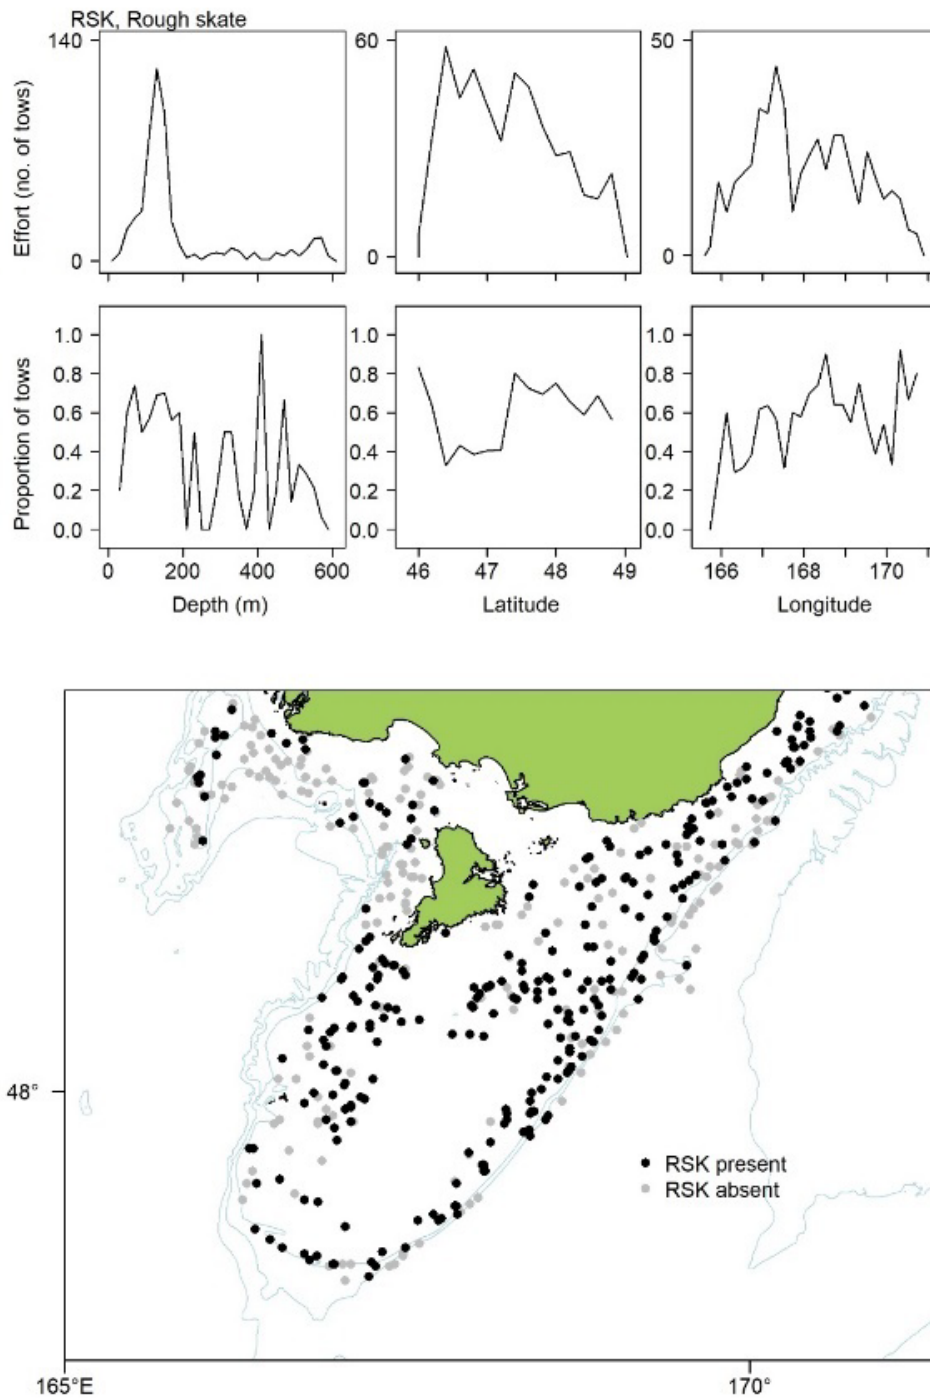 RSK, Rough skate
Effort (no. of tows)
140
0
60
0
50
0
Proportion of tows
1.0
0.8
0.6
0.4
0.2
0.0
1.0
0.8
0.6
0.4
0.2
0.0
1.0
0.8
0.6
0.4
0.2
0.0
0 200 400 600
46 47 48 49
166 168 170
Depth (m)
Latitude
Longitude
48°
RSK present
RSK absent
165°E 170°